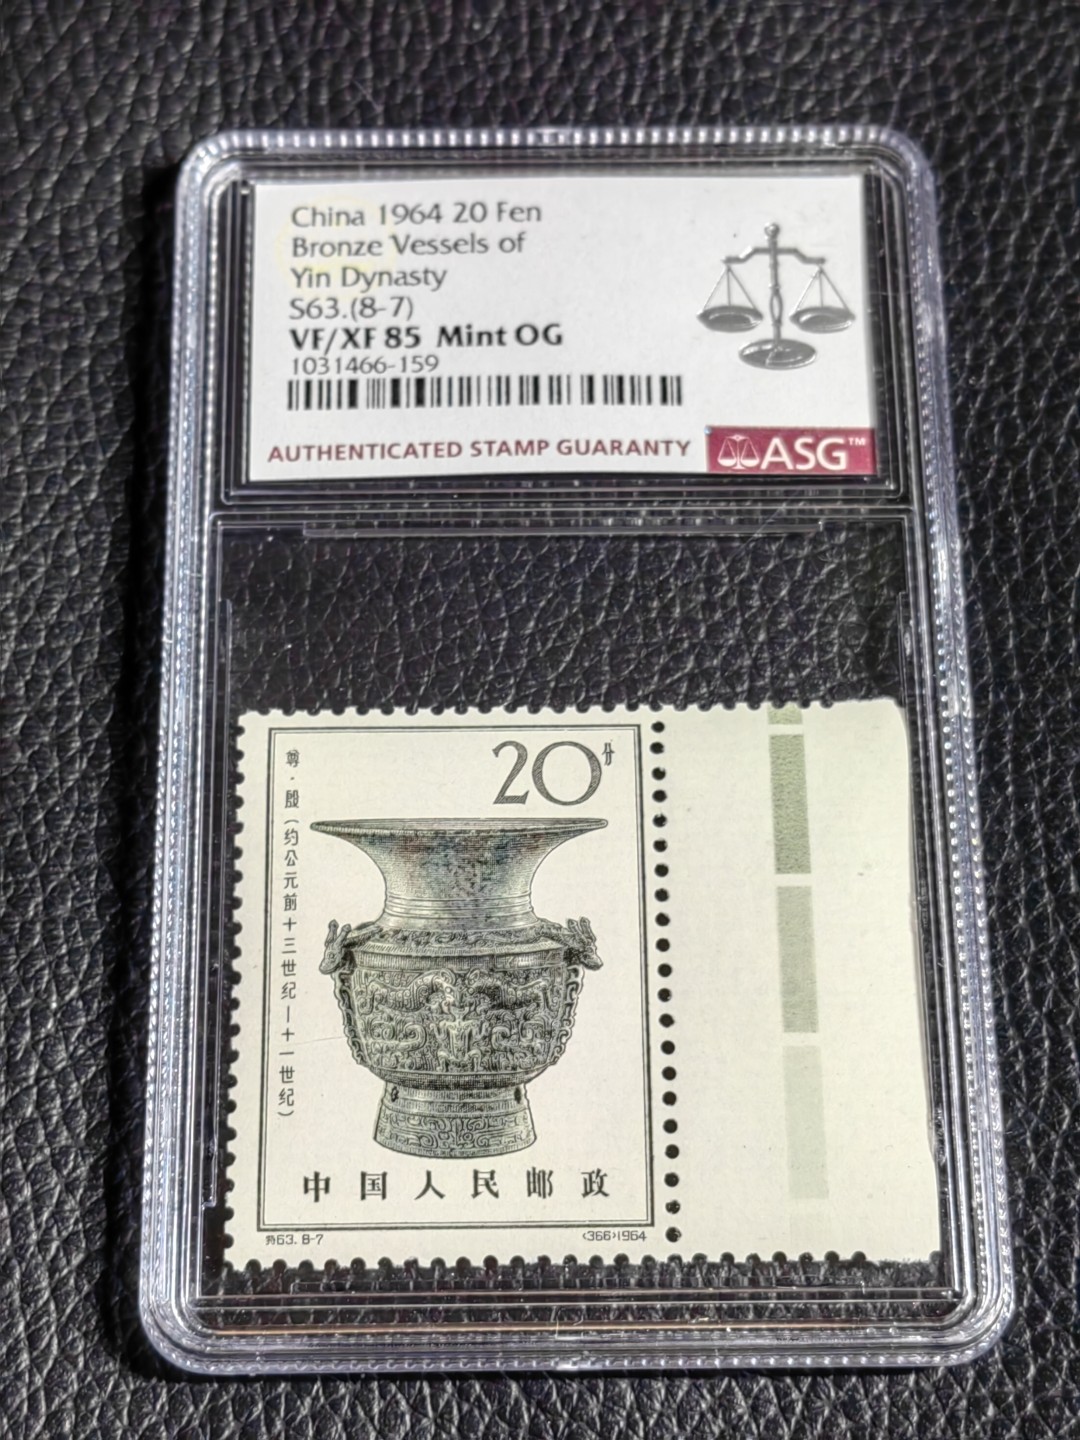 China 1964 20 Fen
Bronze Vessels of
Yin Dynasty
S63.(8-7)
VF/XF 85 Mint OG
1031466-159
AUTHENTICATED STAMP GUARANTY
ASG™
20分
尊·殷(约公元前十三世纪—十一世纪)
中国人民邮政
特63.8-7
(366)1964